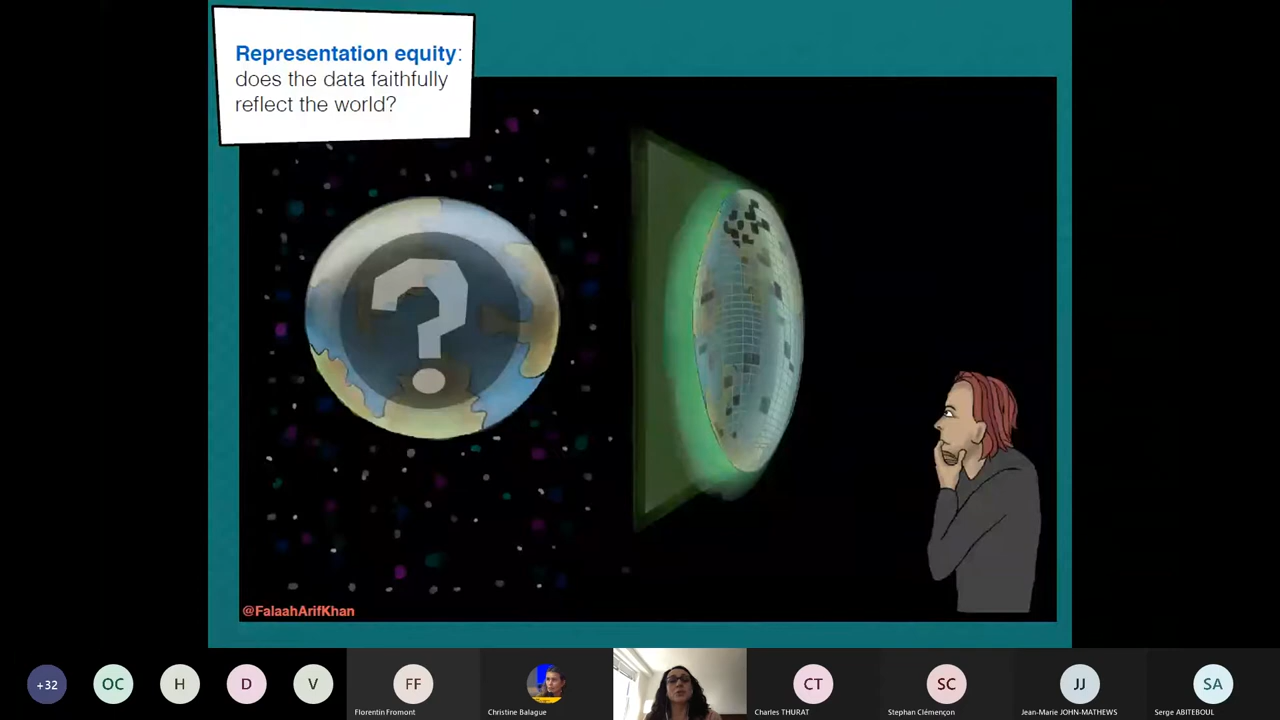 Representation equity:
does the data faithfully
reflect the world?
?
@FalaahArifKhan
+32
OC
H
D
V
FF
CT
SC
JJ
SA
Florentin Fromont
Christine Balague
Charles THURAT
Stephan Clémençon
Jean-Marie JOHN-MATHEWS
Serge ABITEBOUL